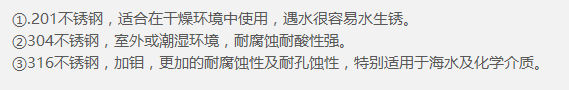 ①.201不锈钢，适合在干燥环境中使用，遇水很容易水生锈。
②304不锈钢，室外或潮湿环境，耐腐蚀耐酸性强。
③316不锈钢，加钼，更加的耐腐蚀性及耐孔蚀性，特别适用于海水及化学介质。